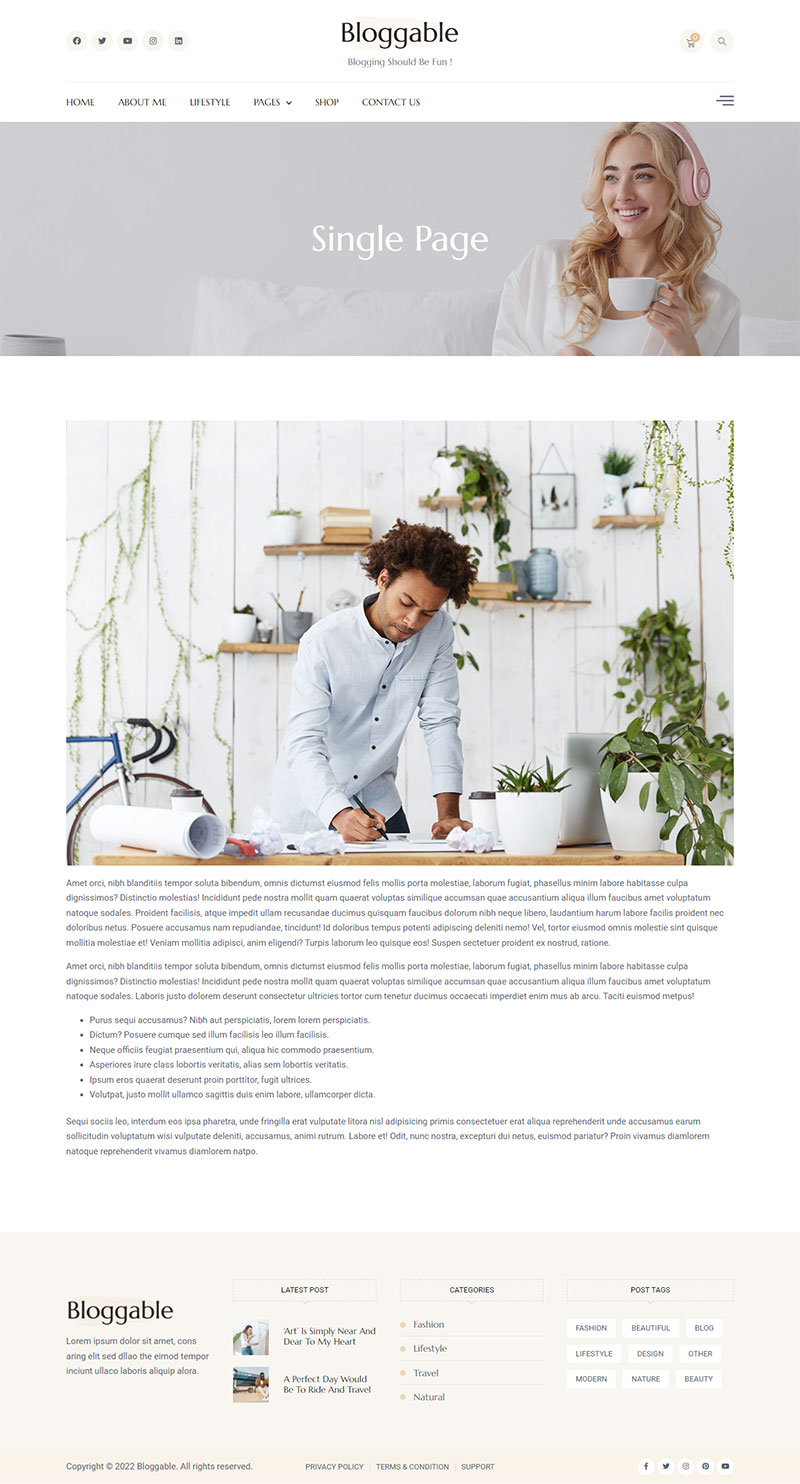 Bloggable
Blogging Should Be Fun !
0
HOME ABOUT ME LIFESTYLE PAGES SHOP CONTACT US
Single Page
Amet orci, nibh blanditiis tempor soluta bibendum, omnis dictumst eiusmod felis mollis porta molestiae, laborum fugiat, phasellus minim labore habitasse culpa
dignissimos? Distinctio molestias! Incididunt pede nostra mollit quam quaerat voluptas similique accumsan quae accusantium aliqua illum faucibus amet voluptatum
natoque sodales. Proident facilisis, atque impedit ullam recusandae ducimus quisquam faucibus dolorum nibh neque libero, laudantium harum labore facilis proident nec
doloribus netus. Posuere accusamus nam repudiandae, tincidunt! Id doloribus tempus potenti adipiscing deleniti nemo! Vel, tortor eiusmod omnis molestie sint quisque
mollitia molestiae et! Veniam mollitia adipisci, anim eligendi? Turpis laborum leo quisque eos! Suspen sectetuer proident ex nostrud, ratione.
Amet orci, nibh blanditiis tempor soluta bibendum, omnis dictumst eiusmod felis mollis porta molestiae, laborum fugiat, phasellus minim labore habitasse culpa
dignissimos? Distinctio molestias! Incididunt pede nostra mollit quam quaerat voluptas similique accumsan quae accusantium aliqua illum faucibus amet voluptatum
natoque sodales. Laboris justo dolorem deserunt consectetur ultricies tortor cum tenetur ducimus occaecati imperdiet enim mus ab arcu. Taciti euismod metpus!
• Purus sequi accusamus? Nibh aut perspiciatis, lorem lorem perspiciatis.
• Dictum? Posuere cumque sed illum facilisis leo illum facilisis.
• Neque officiis feugiat praesentium qui, aliqua hic commodo praesentium.
• Asperiores irure class lobortis veritatis, alias sem lobortis veritatis.
• Ipsum eros quaerat deserunt proin porttitor, fugit ultrices.
• Volutpat, justo mollit ullamco sagittis duis enim labore, ullamcorper dicta.
Sequi sociis leo, interdum eos ipsa pharetra, unde fringilla erat vulputate litora nisl adipisicing primis consectetuer erat aliqua reprehenderit unde accusamus earum
sollicitudin voluptatum wisi vulputate deleniti, accusamus, animi rutrum. Labore et! Odit, nunc nostra, excepturi dui netus, euismod pariatur? Proin vivamus diamlorem
natoque reprehenderit vivamus diamlorem natpo.
Bloggable
Lorem ipsum dolor sit amet, cons
aring elit sed dllao the eimod tempor
inciunt ullaco laboris aliquip alora.
LATEST POST
'Art' Is Simply Near And
Dear To My Heart
A Perfect Day Would
Be To Ride And Travel
CATEGORIES
Fashion
Lifestyle
Travel
Natural
POST TAGS
FASHION BEAUTIFUL BLOG
LIFESTYLE DESIGN OTHER
MODERN NATURE BEAUTY
Copyright © 2022 Bloggable. All rights reserved.
PRIVACY POLICY TERMS & CONDITION SUPPORT